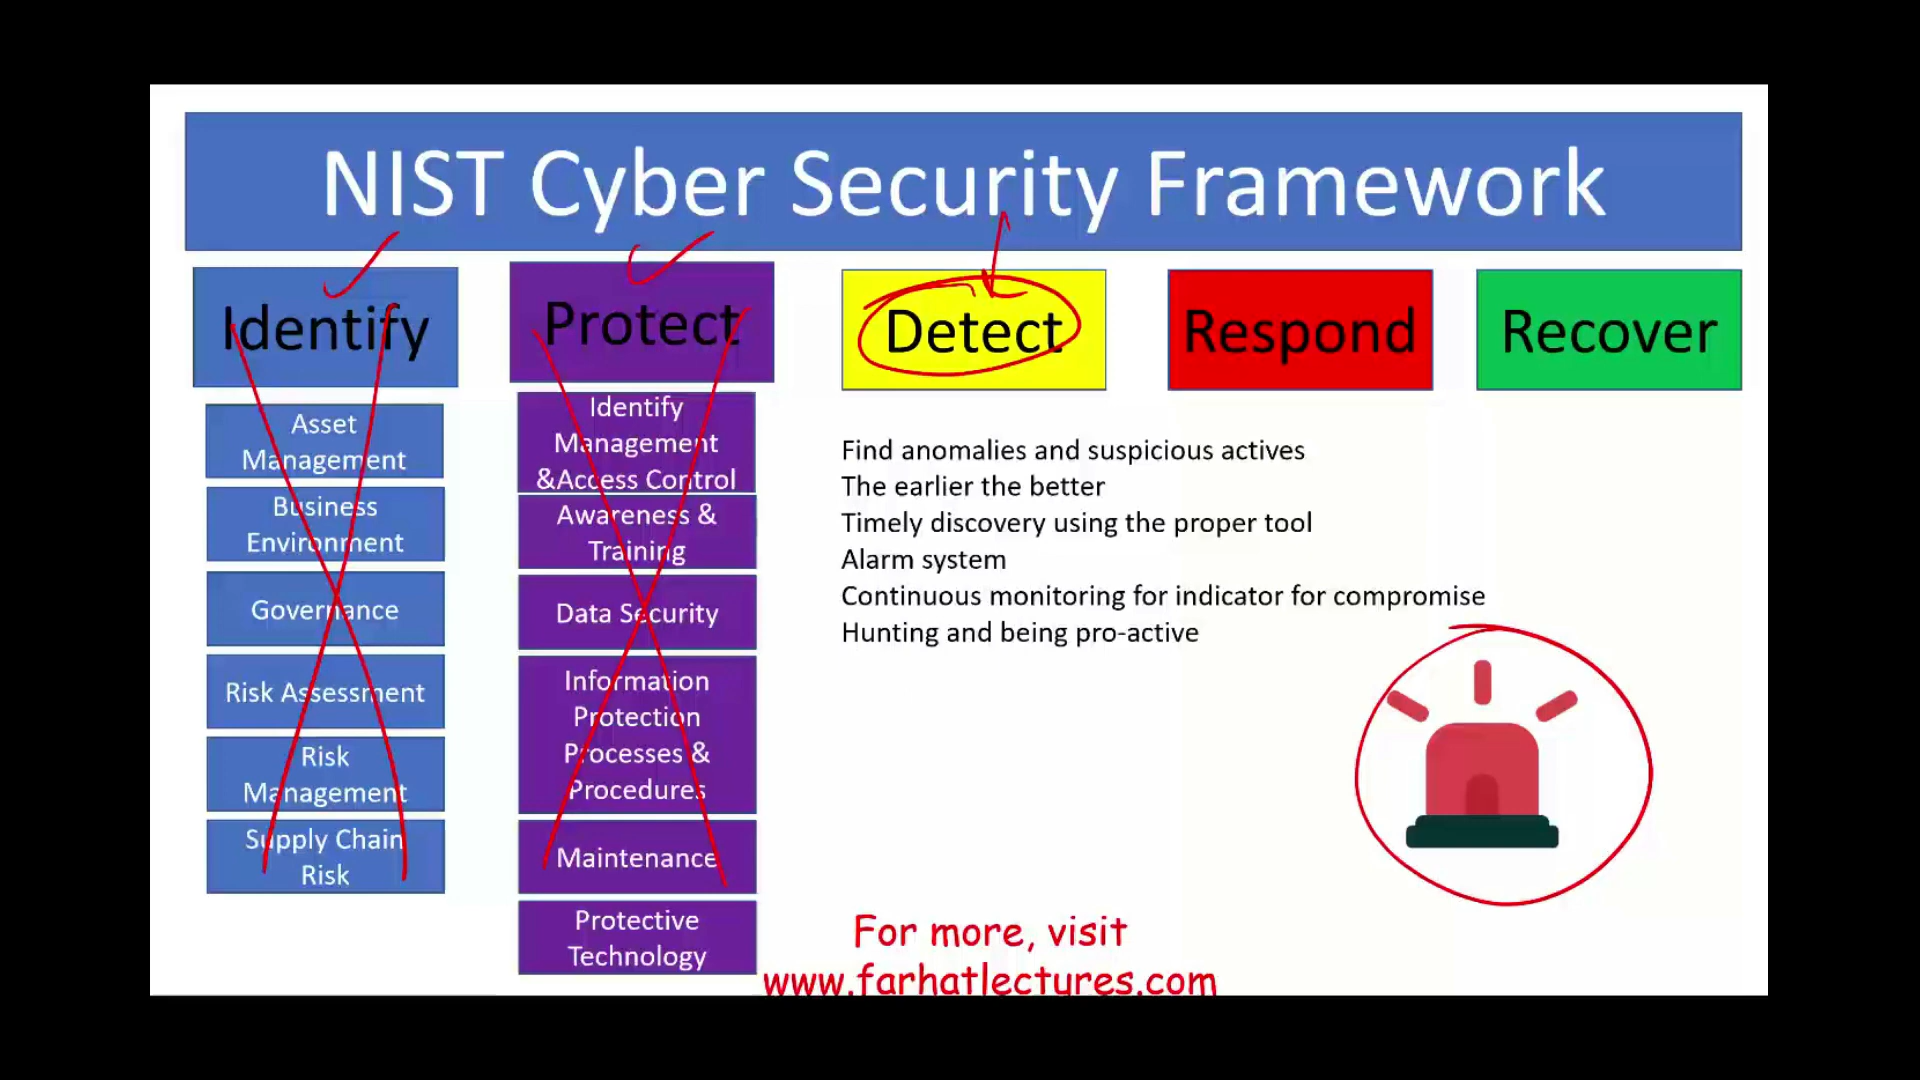 NIST Cyber Security Framework
Identify
Protect
Detect
Respond
Recover
Asset
Management
Business
Environment
Governance
Risk Assessment
Risk
Management
Supply Chain
Risk
Identify
Management
&Access Control
Awareness &
Training
Data Security
Information
Protection
Processes &
Procedures
Maintenance
Protective
Technology
Find anomalies and suspicious actives
The earlier the better
Timely discovery using the proper tool
Alarm system
Continuous monitoring for indicator for compromise
Hunting and being pro-active
For more, visit
www.farhatlectures.com